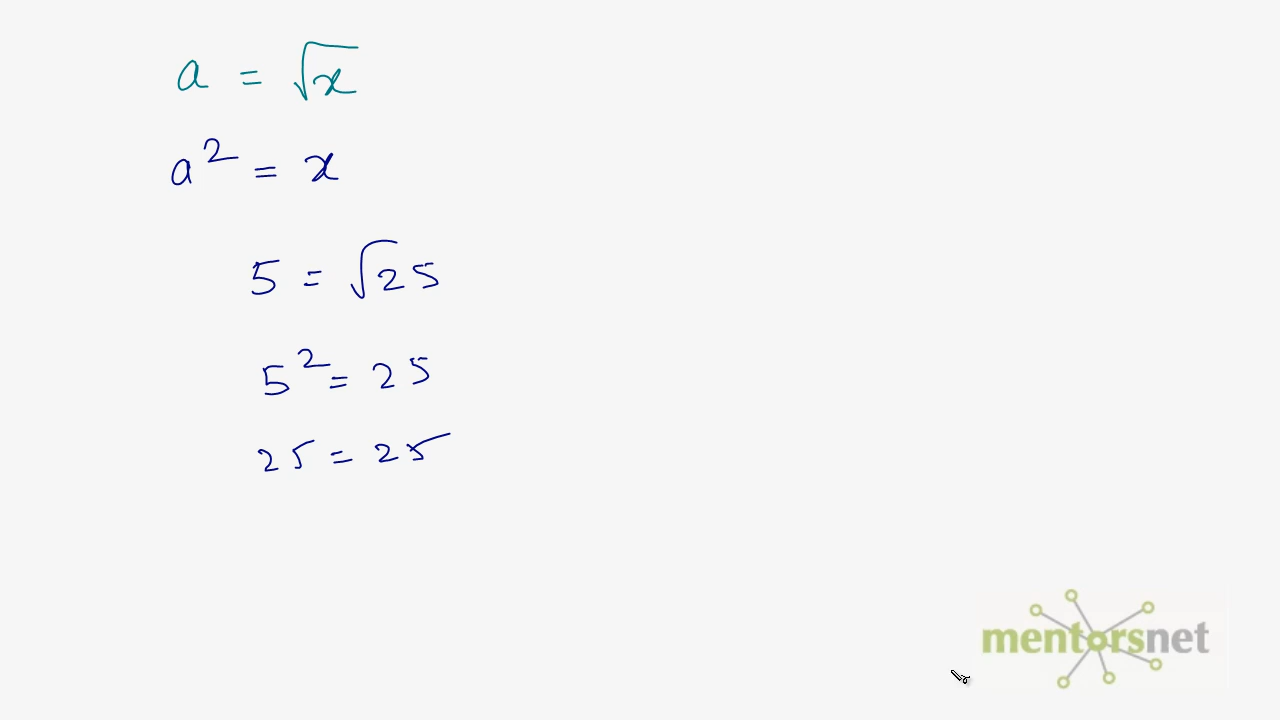 a = √x
a² = x
5 = √25
5² = 25
25 = 25
mentorsnet